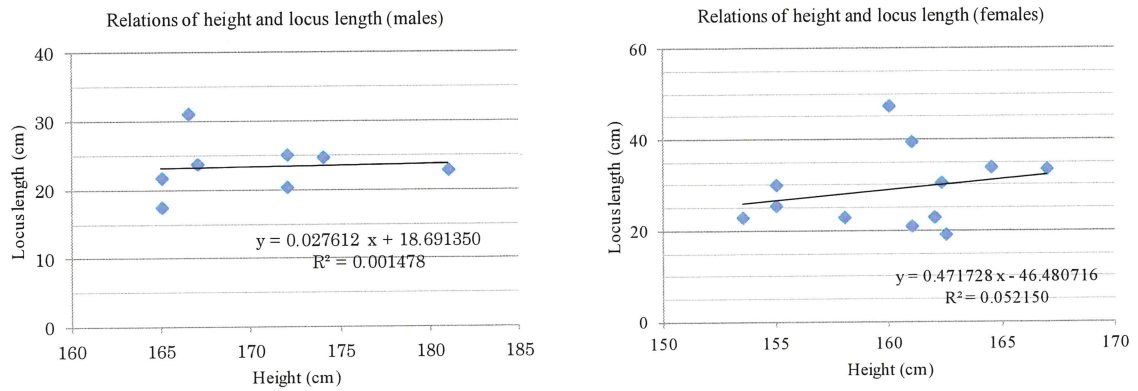 Relations of height and locus length (males)
40
30
20
10
0
160
165
170
175
180
185
Locus length (cm)
Height (cm)
y = 0.027612 x + 18.691350
R² = 0.001478
Relations of height and locus length (females)
60
40
20
0
150
155
160
165
170
Locus length (cm)
Height (cm)
y = 0.471728 x - 46.480716
R² = 0.052150